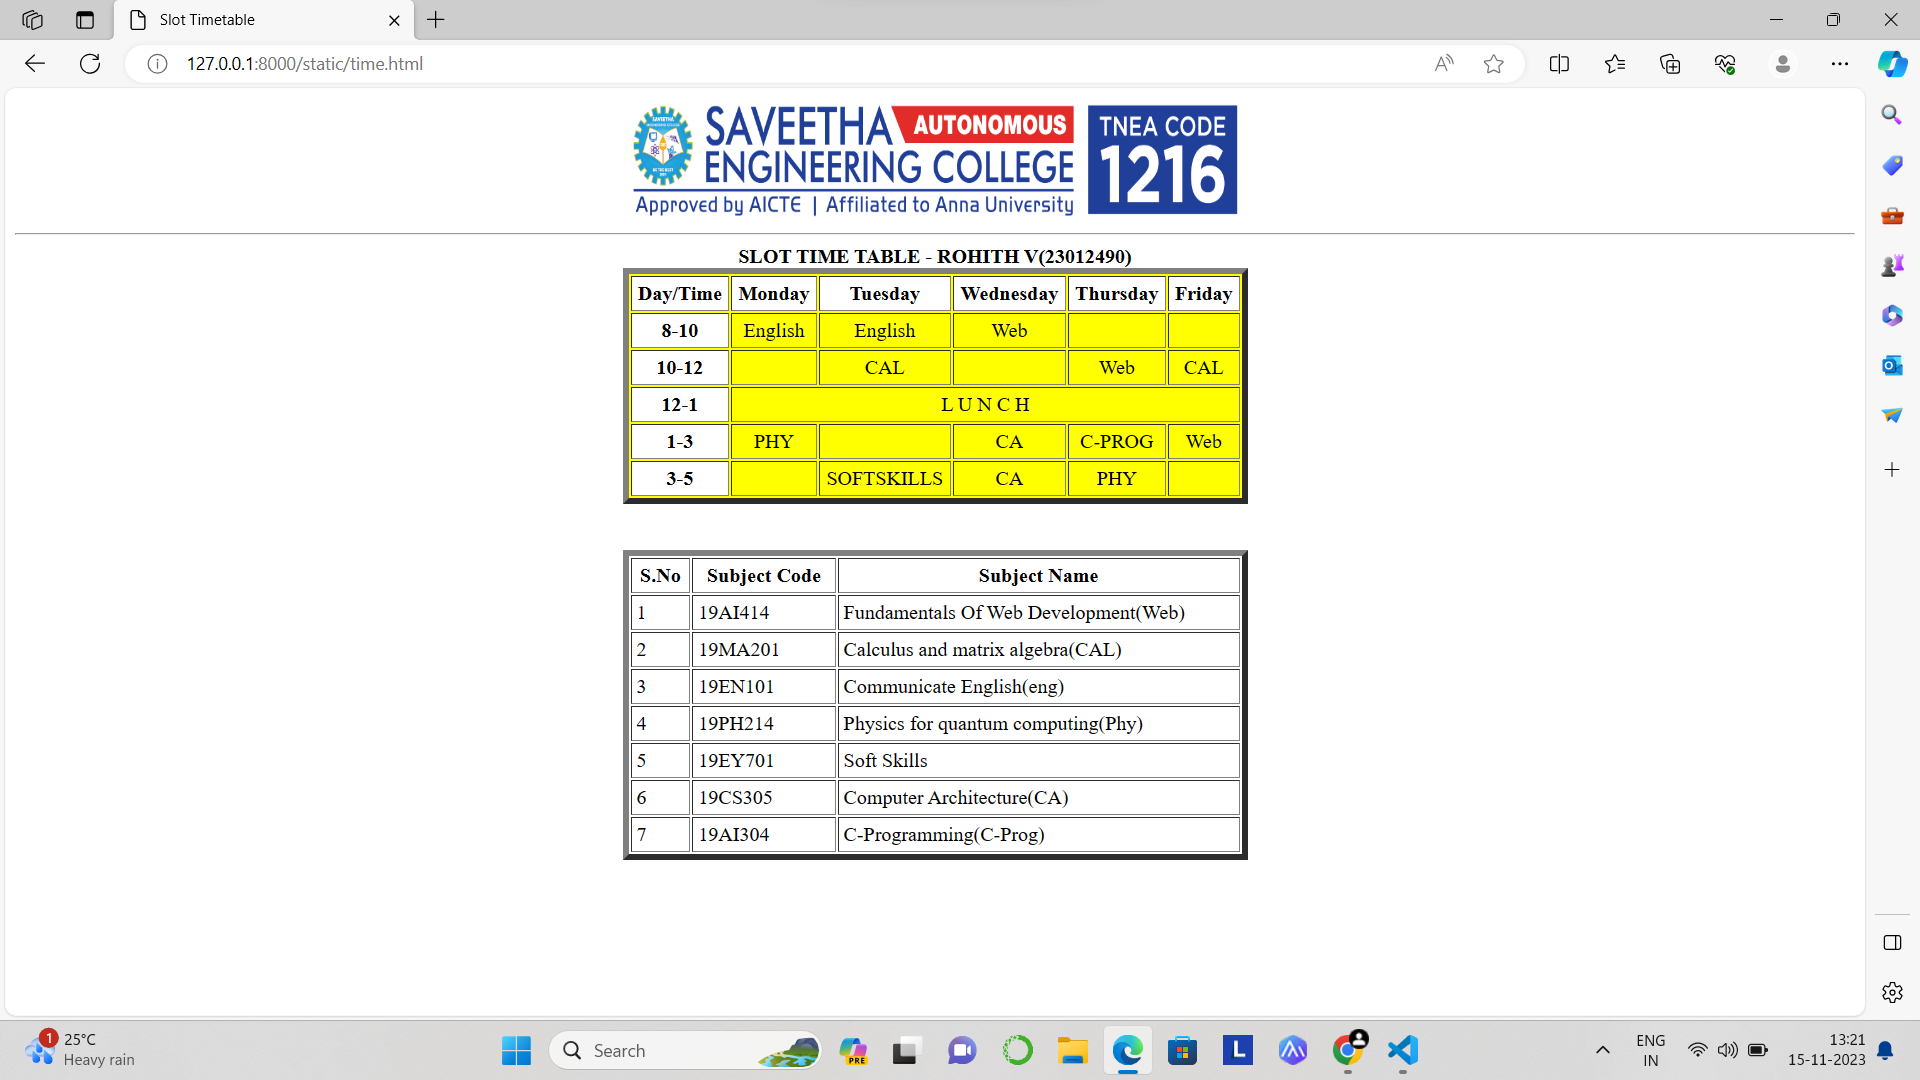 Slot Timetable
127.0.0.1:8000/static/time.html
SAVEETHA AUTONOMOUS
ENGINEERING COLLEGE
Approved by AICTE | Affiliated to Anna University
TNEA CODE
1216
SLOT TIME TABLE - ROHITH V(23012490)
Day/Time Monday Tuesday Wednesday Thursday Friday
8-10 English English Web
10-12 CAL Web CAL
12-1 L U N C H
1-3 PHY CA C-PROG Web
3-5 SOFTSKILLS CA PHY
S.No Subject Code Subject Name
1 19AI414 Fundamentals Of Web Development(Web)
2 19MA201 Calculus and matrix algebra(CAL)
3 19EN101 Communicate English(eng)
4 19PH214 Physics for quantum computing(Phy)
5 19EY701 Soft Skills
6 19CS305 Computer Architecture(CA)
7 19AI304 C-Programming(C-Prog)
1
25°C
Heavy rain
Search
PRE
L
ENG
IN
13:21
15-11-2023